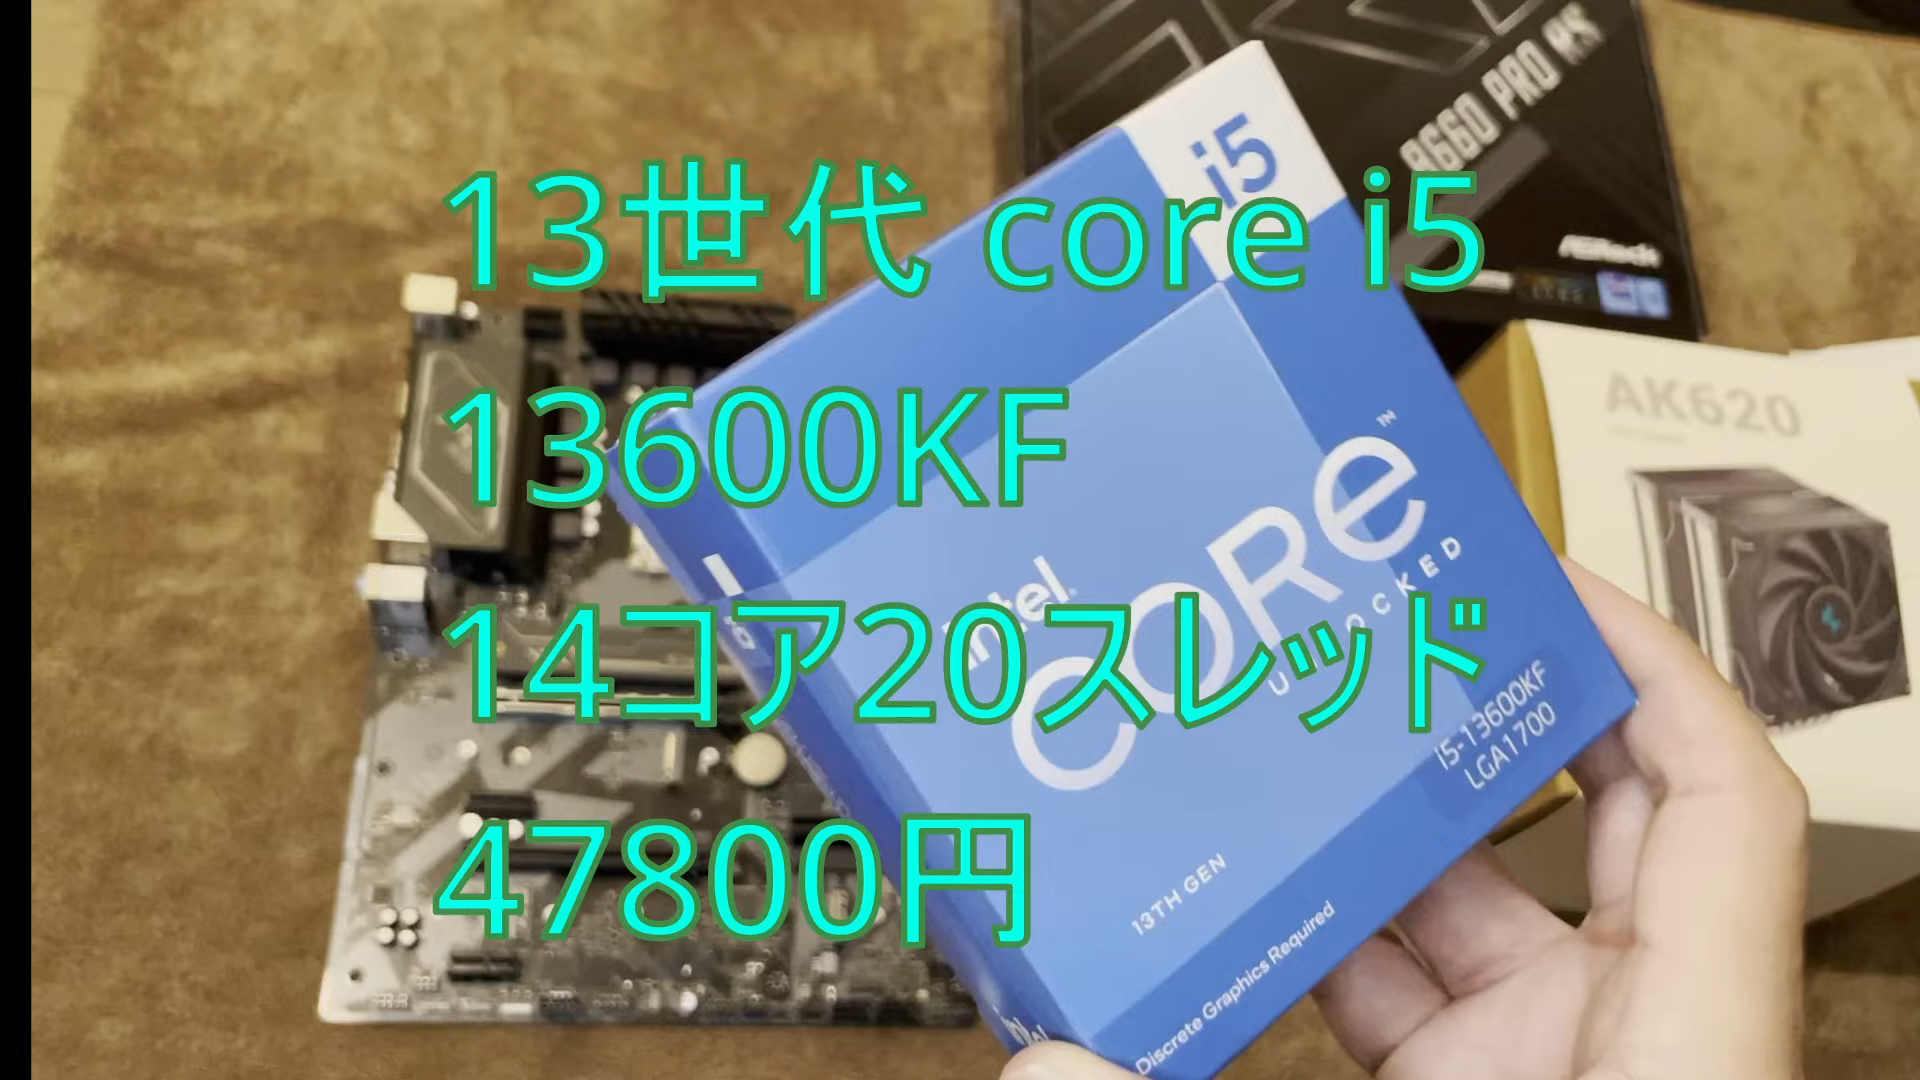 13世代 core i5
13600KF
14コア20スレッド
47800円
i5
B660 PRO RS
ASRock
AK620
intel.
CORE™
UNLOCKED
i5-13600KF
LGA1700
13TH GEN
Discrete Graphics Required